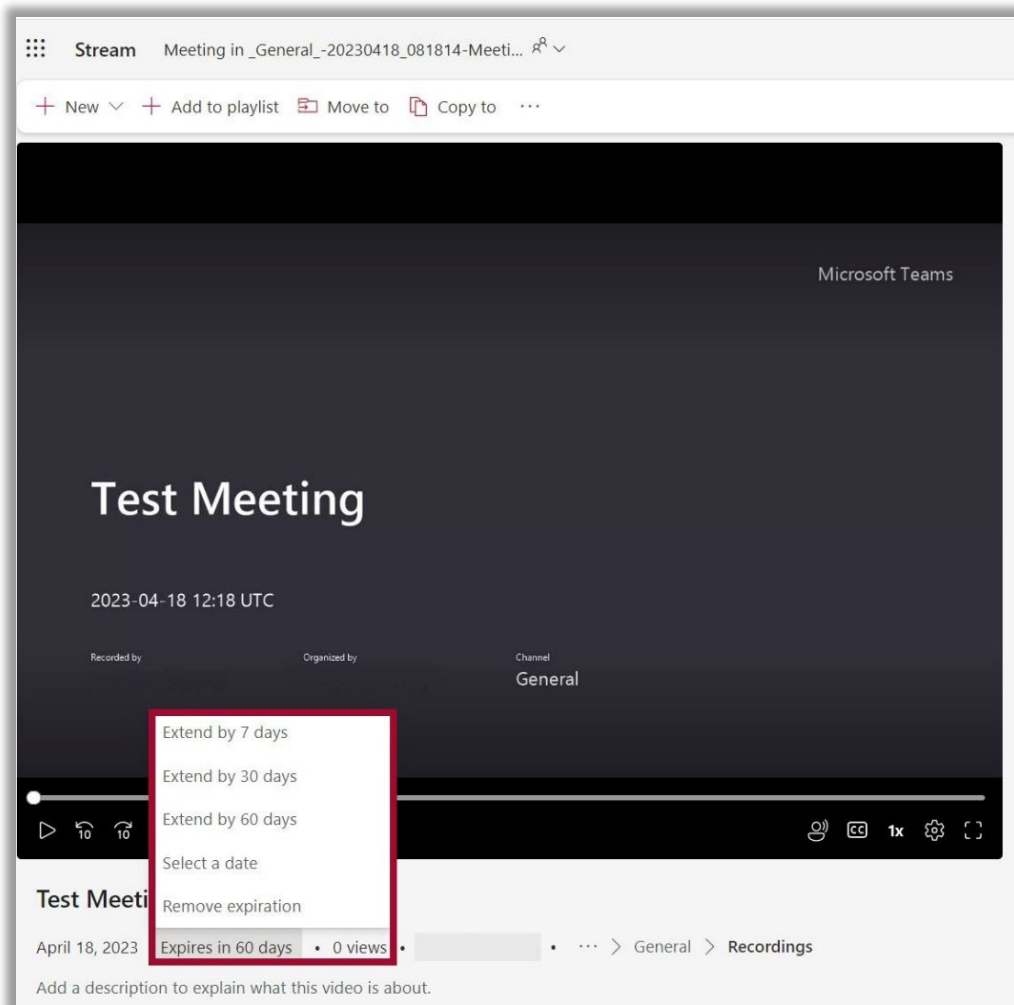 Stream Meeting in _General_-20230418_081814-Meeti...
New Add to playlist Move to Copy to ...
Microsoft Teams
Test Meeting
2023-04-18 12:18 UTC
Recorded by Organized by Channel
General
Extend by 7 days
Extend by 30 days
Extend by 60 days
Select a date
Remove expiration
10 10 CC 1x
Test Meeti
April 18, 2023 Expires in 60 days • 0 views • • ... > General > Recordings
Add a description to explain what this video is about.